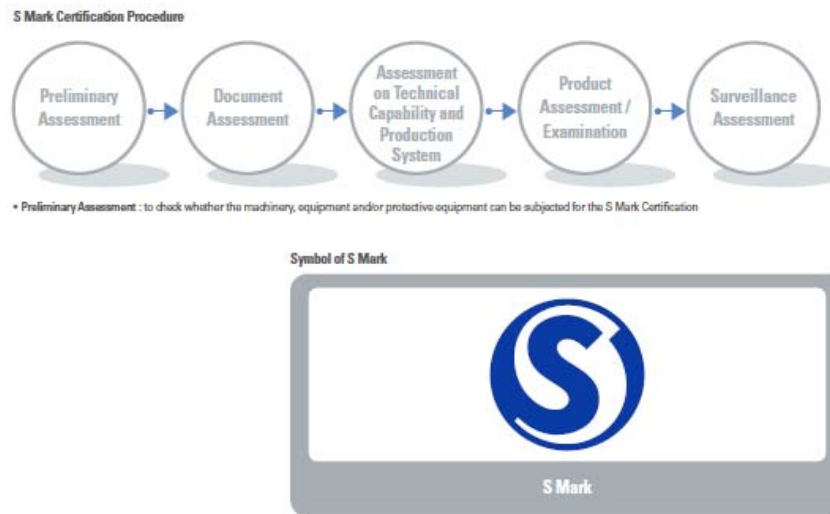 S Mark Certification Procedure
Preliminary
Assessment
Document
Assessment
Assessment
on Technical
Capability and
Production
System
Product
Assessment /
Examination
Surveillance
Assessment
• Preliminary Assessment : to check whether the machinery, equipment and/or protective equipment can be subjected for the S Mark Certification
Symbol of S Mark
S
S Mark